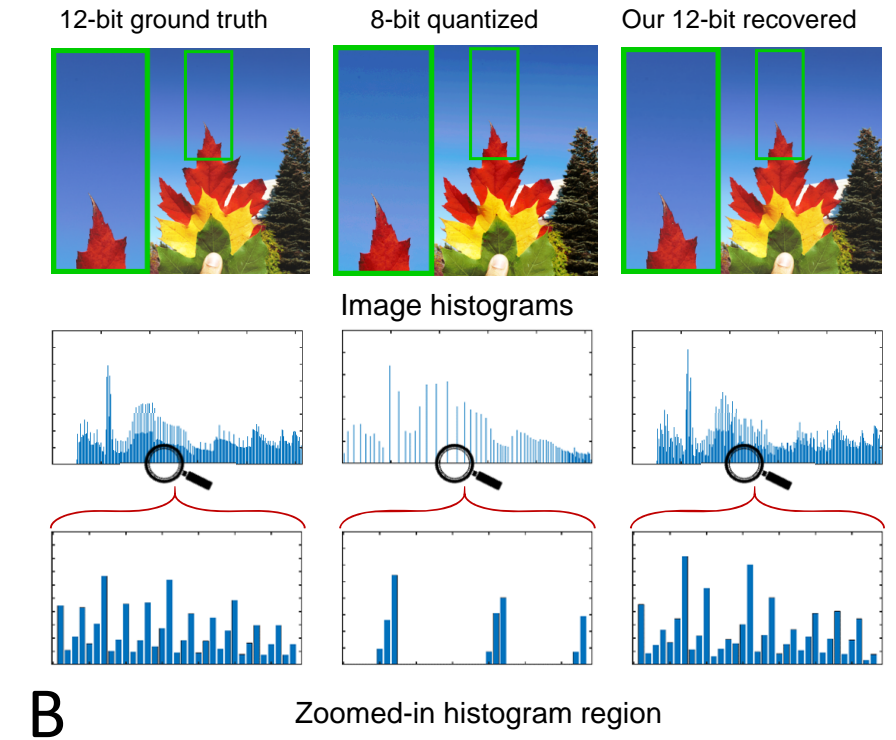 12-bit ground truth
8-bit quantized
Our 12-bit recovered
Image histograms
B
Zoomed-in histogram region